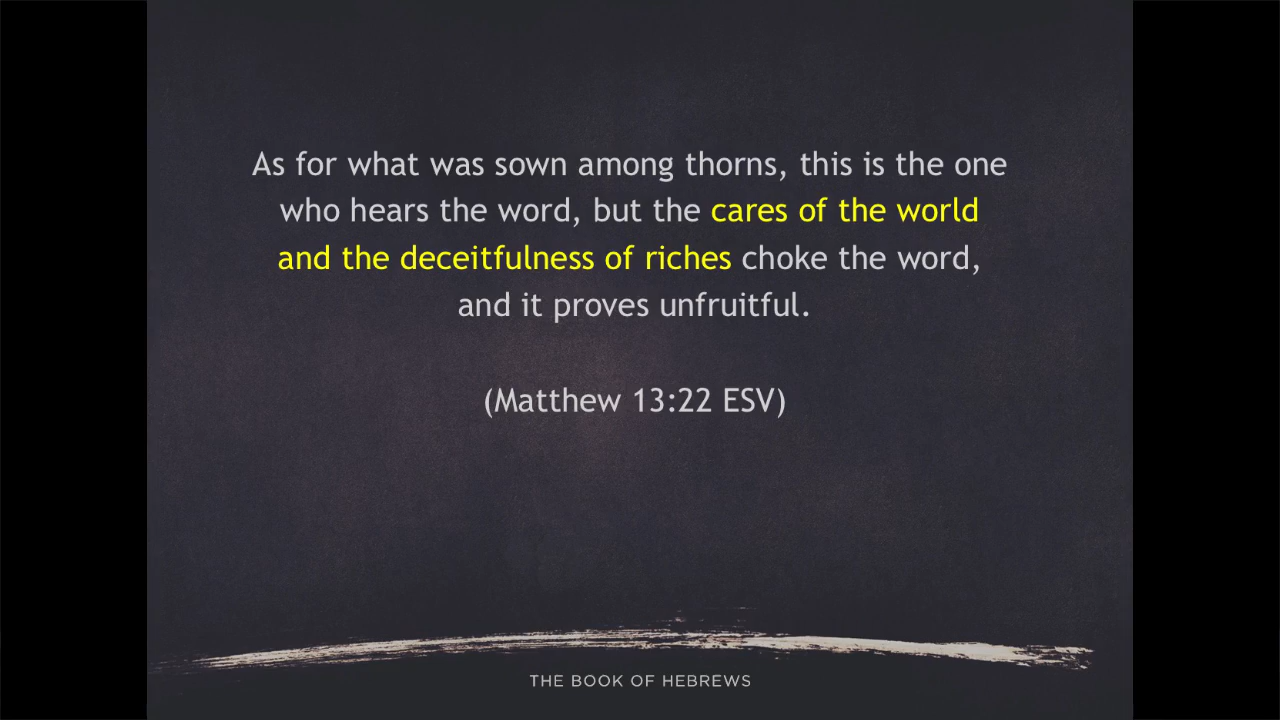 As for what was sown among thorns, this is the one
who hears the word, but the cares of the world
and the deceitfulness of riches choke the word,
and it proves unfruitful.
(Matthew 13:22 ESV)
THE BOOK OF HEBREWS